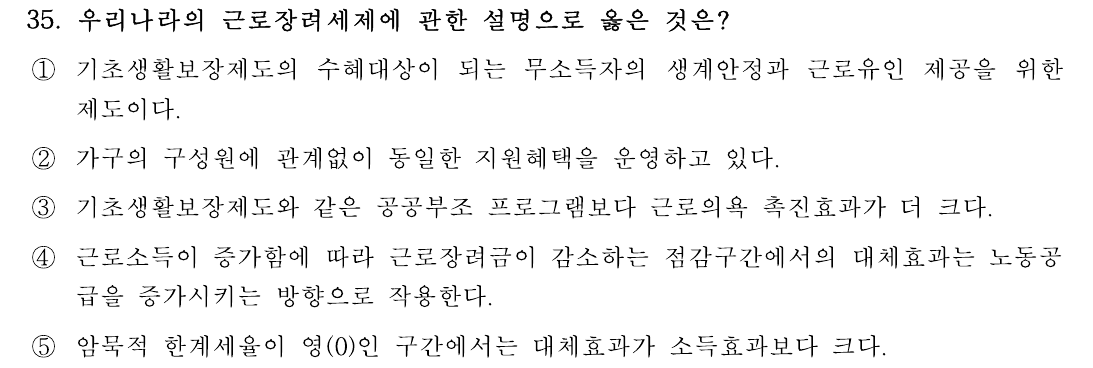 35. 우리나라의 근로장려세제에 관한 설명으로 옳은 것은?
① 기초생활보장제도의 수혜대상이 되는 무소득자의 생계안정과 근로유인 제공을 위한
제도이다.
② 가구의 구성원에 관계없이 동일한 지원혜택을 운영하고 있다.
③ 기초생활보장제도와 같은 공공부조 프로그램보다 근로의욕 촉진효과가 더 크다.
④ 근로소득이 증가함에 따라 근로장려금이 감소하는 점감구간에서의 대체효과는 노동공
급을 증가시키는 방향으로 작용한다.
⑤ 암묵적 한계세율이 영(0)인 구간에서는 대체효과가 소득효과보다 크다.